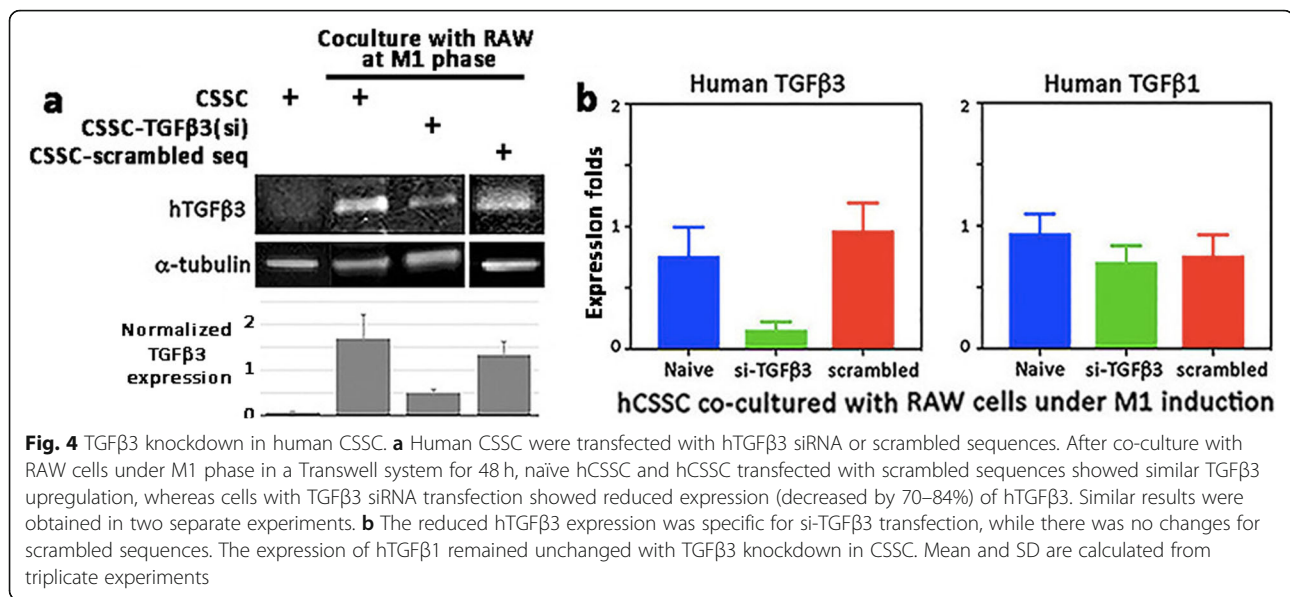 Coculture with RAW
at M1 phase
a
CSSC + +
CSSC-TGFβ3(si) +
CSSC-scrambled seq +
hTGFβ3
α-tubulin
Normalized
TGFβ3
expression
2
1
0
b
Human TGFβ3
Human TGFβ1
Expression folds
2
1
0
2
1
0
Naive si-TGFβ3 scrambled
Naive si-TGFβ3 scrambled
hCSSC co-cultured with RAW cells under M1 induction
Fig. 4 TGFβ3 knockdown in human CSSC. a Human CSSC were transfected with hTGFβ3 siRNA or scrambled sequences. After co-culture with
RAW cells under M1 phase in a Transwell system for 48 h, naïve hCSSC and hCSSC transfected with scrambled sequences showed similar TGFβ3
upregulation, whereas cells with TGFβ3 siRNA transfection showed reduced expression (decreased by 70–84%) of hTGFβ3. Similar results were
obtained in two separate experiments. b The reduced hTGFβ3 expression was specific for si-TGFβ3 transfection, while there was no changes for
scrambled sequences. The expression of hTGFβ1 remained unchanged with TGFβ3 knockdown in CSSC. Mean and SD are calculated from
triplicate experiments